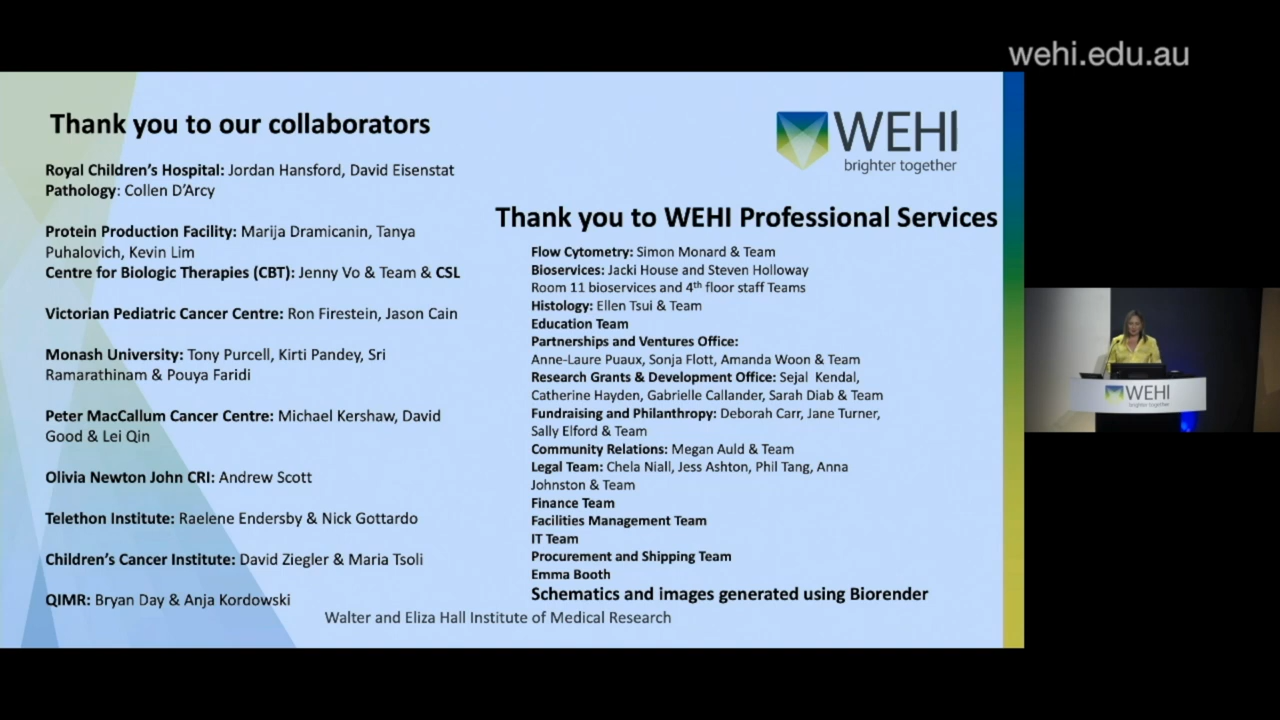 wehi.edu.au
Thank you to our collaborators
WEHI
brighter together
Royal Children's Hospital: Jordan Hansford, David Eisenstat
Pathology: Collen D'Arcy
Protein Production Facility: Marija Dramicanin, Tanya
Puhalovich, Kevin Lim
Centre for Biologic Therapies (CBT): Jenny Vo & Team & CSL
Victorian Pediatric Cancer Centre: Ron Firestein, Jason Cain
Monash University: Tony Purcell, Kirti Pandey, Sri
Ramarathinam & Pouya Faridi
Peter MacCallum Cancer Centre: Michael Kershaw, David
Good & Lei Qin
Olivia Newton John CRI: Andrew Scott
Telethon Institute: Raelene Endersby & Nick Gottardo
Children's Cancer Institute: David Ziegler & Maria Tsoli
QIMR: Bryan Day & Anja Kordowski
Thank you to WEHI Professional Services
Flow Cytometry: Simon Monard & Team
Bioservices: Jacki House and Steven Holloway
Room 11 bioservices and 4th floor staff Teams
Histology: Ellen Tsui & Team
Education Team
Partnerships and Ventures Office:
Anne-Laure Puaux, Sonja Flott, Amanda Woon & Team
Research Grants & Development Office: Sejal Kendal,
Catherine Hayden, Gabrielle Callander, Sarah Diab & Team
Fundraising and Philanthropy: Deborah Carr, Jane Turner,
Sally Elford & Team
Community Relations: Megan Auld & Team
Legal Team: Chela Niall, Jess Ashton, Phil Tang, Anna
Johnston & Team
Finance Team
Facilities Management Team
IT Team
Procurement and Shipping Team
Emma Booth
Schematics and images generated using Biorender
Walter and Eliza Hall Institute of Medical Research
WEHI
brighter together